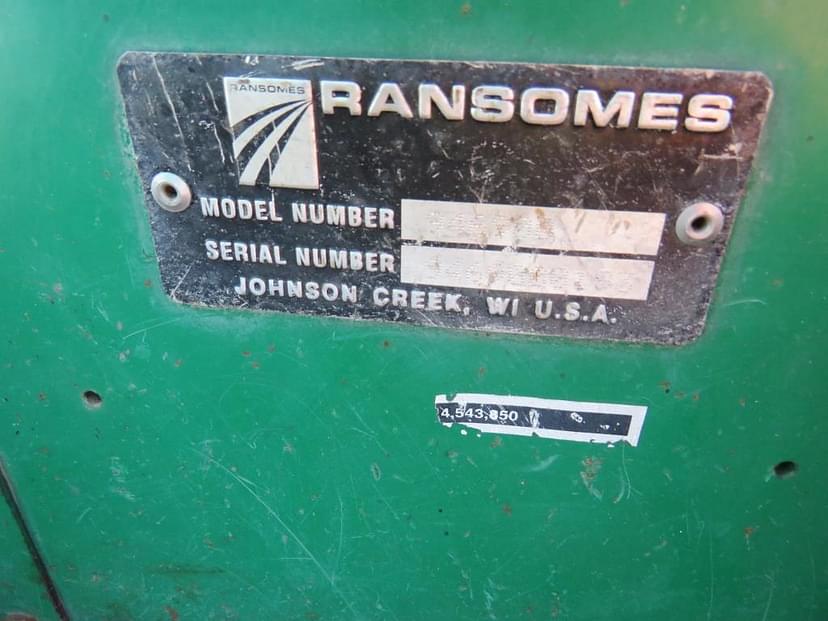 RANSOMES
RANSOMES
MODEL NUMBER
SERIAL NUMBER
JOHNSON CREEK, WI U.S.A.
4,543,850